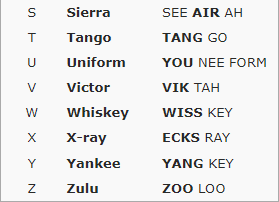 S Sierra SEE AIR AH
T Tango TANG GO
U Uniform YOU NEE FORM
V Victor VIK TAH
W Whiskey WISS KEY
X X-ray ECKS RAY
Y Yankee YANG KEY
Z Zulu ZOO LOO